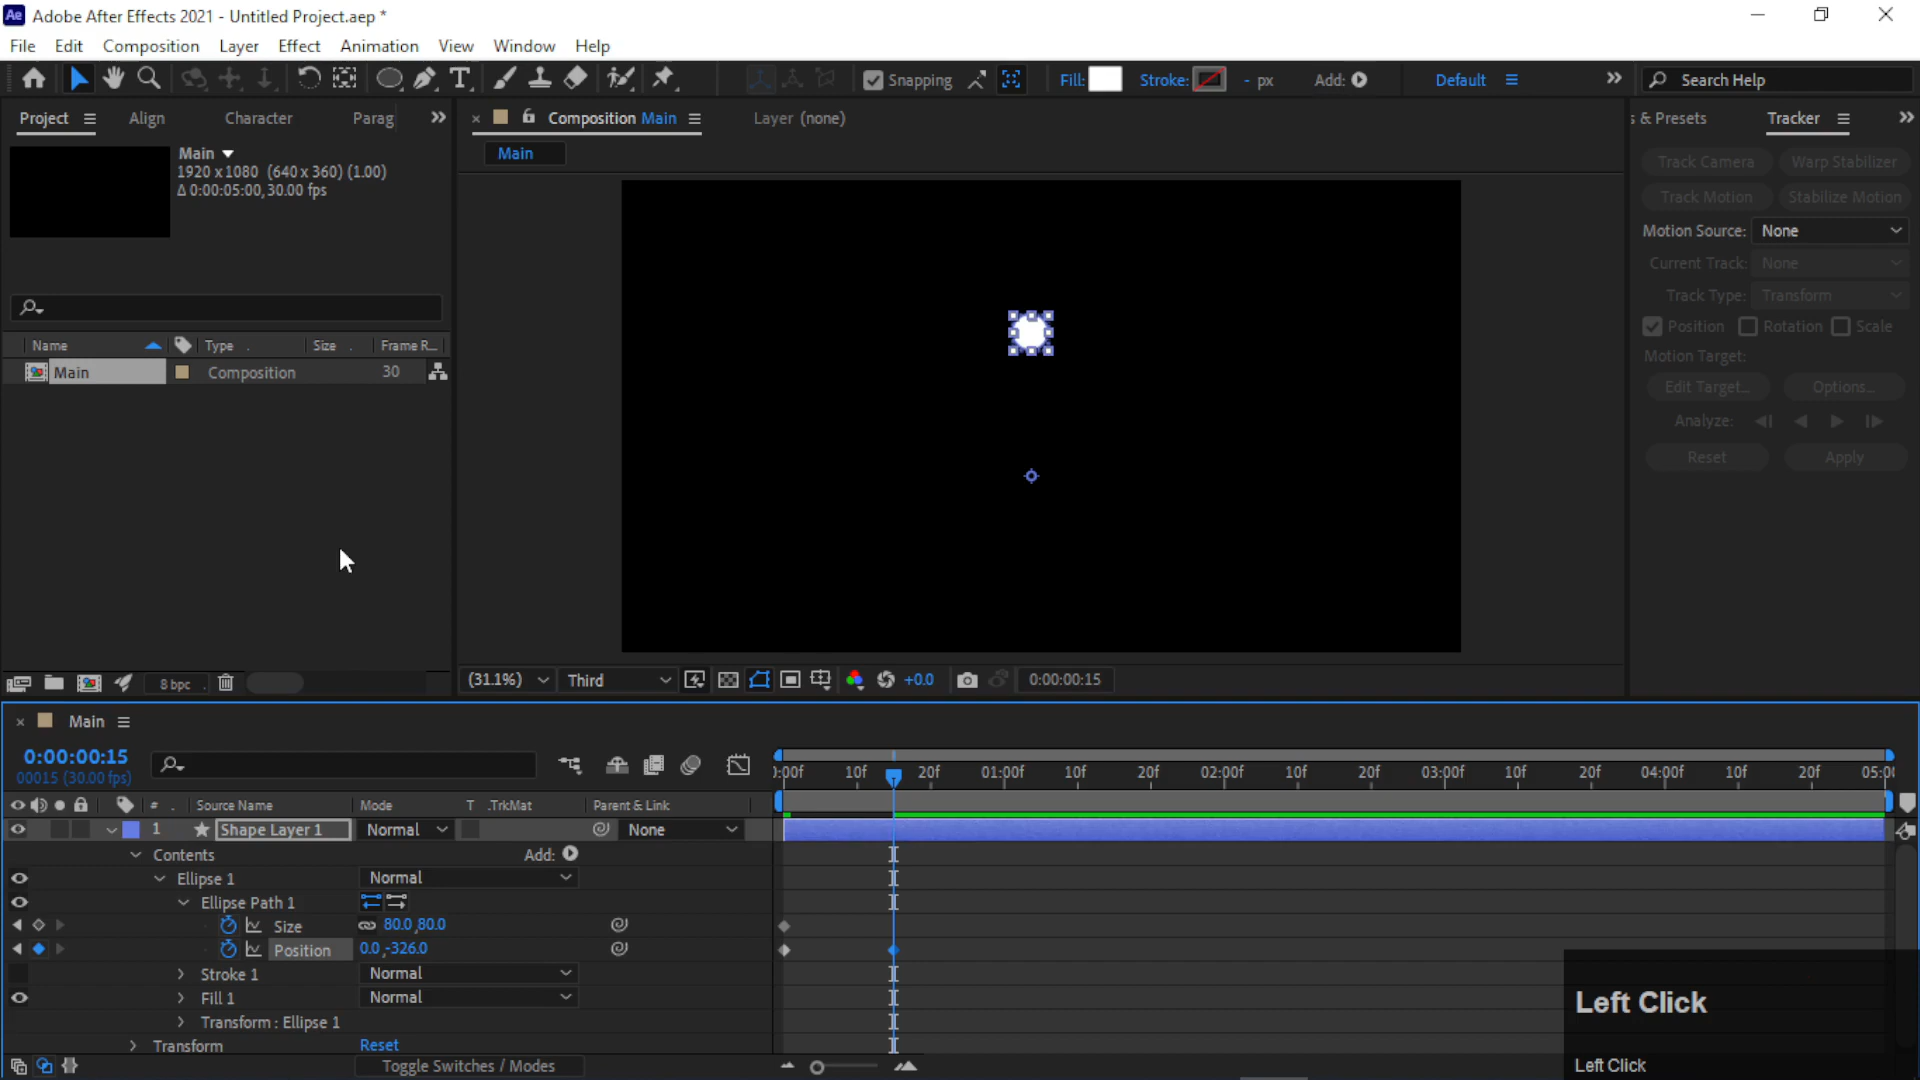 Adobe After Effects 2021 - Untitled Project.aep *
File Edit Composition Layer Effect Animation View Window Help
Snapping Fill: Stroke: - px Add: Default Search Help
Project Align Character Parag
Composition Main Layer (none)
s & Presets Tracker
Main
1920 x 1080 (640 x 360) (1.00)
Δ 0:00:05:00, 30.00 fps
Main
Track Camera Warp Stabilizer
Track Motion Stabilize Motion
Motion Source: None
Current Track: None
Track Type: Transform
Position Rotation Scale
Motion Target:
Edit Target... Options...
Analyze:
Reset Apply
Name Type Size Frame R...
Main Composition 30
8 bpc
(31.1%) Third +0.0 0:00:00:15
Main
0:00:00:15
00015 (30.00 fps)
):00f 10f 20f 01:00f 10f 20f 02:00f 10f 20f 03:00f 10f 20f 04:00f 10f 20f 05:0
# Source Name Mode T .TrkMat Parent & Link
1 Shape Layer 1 Normal None
Contents Add:
Ellipse 1 Normal
Ellipse Path 1
Size 80.0,80.0
Position 0.0,-326.0
Stroke 1 Normal
Fill 1 Normal
Transform : Ellipse 1
Transform Reset
Toggle Switches / Modes
Left Click
Left Click